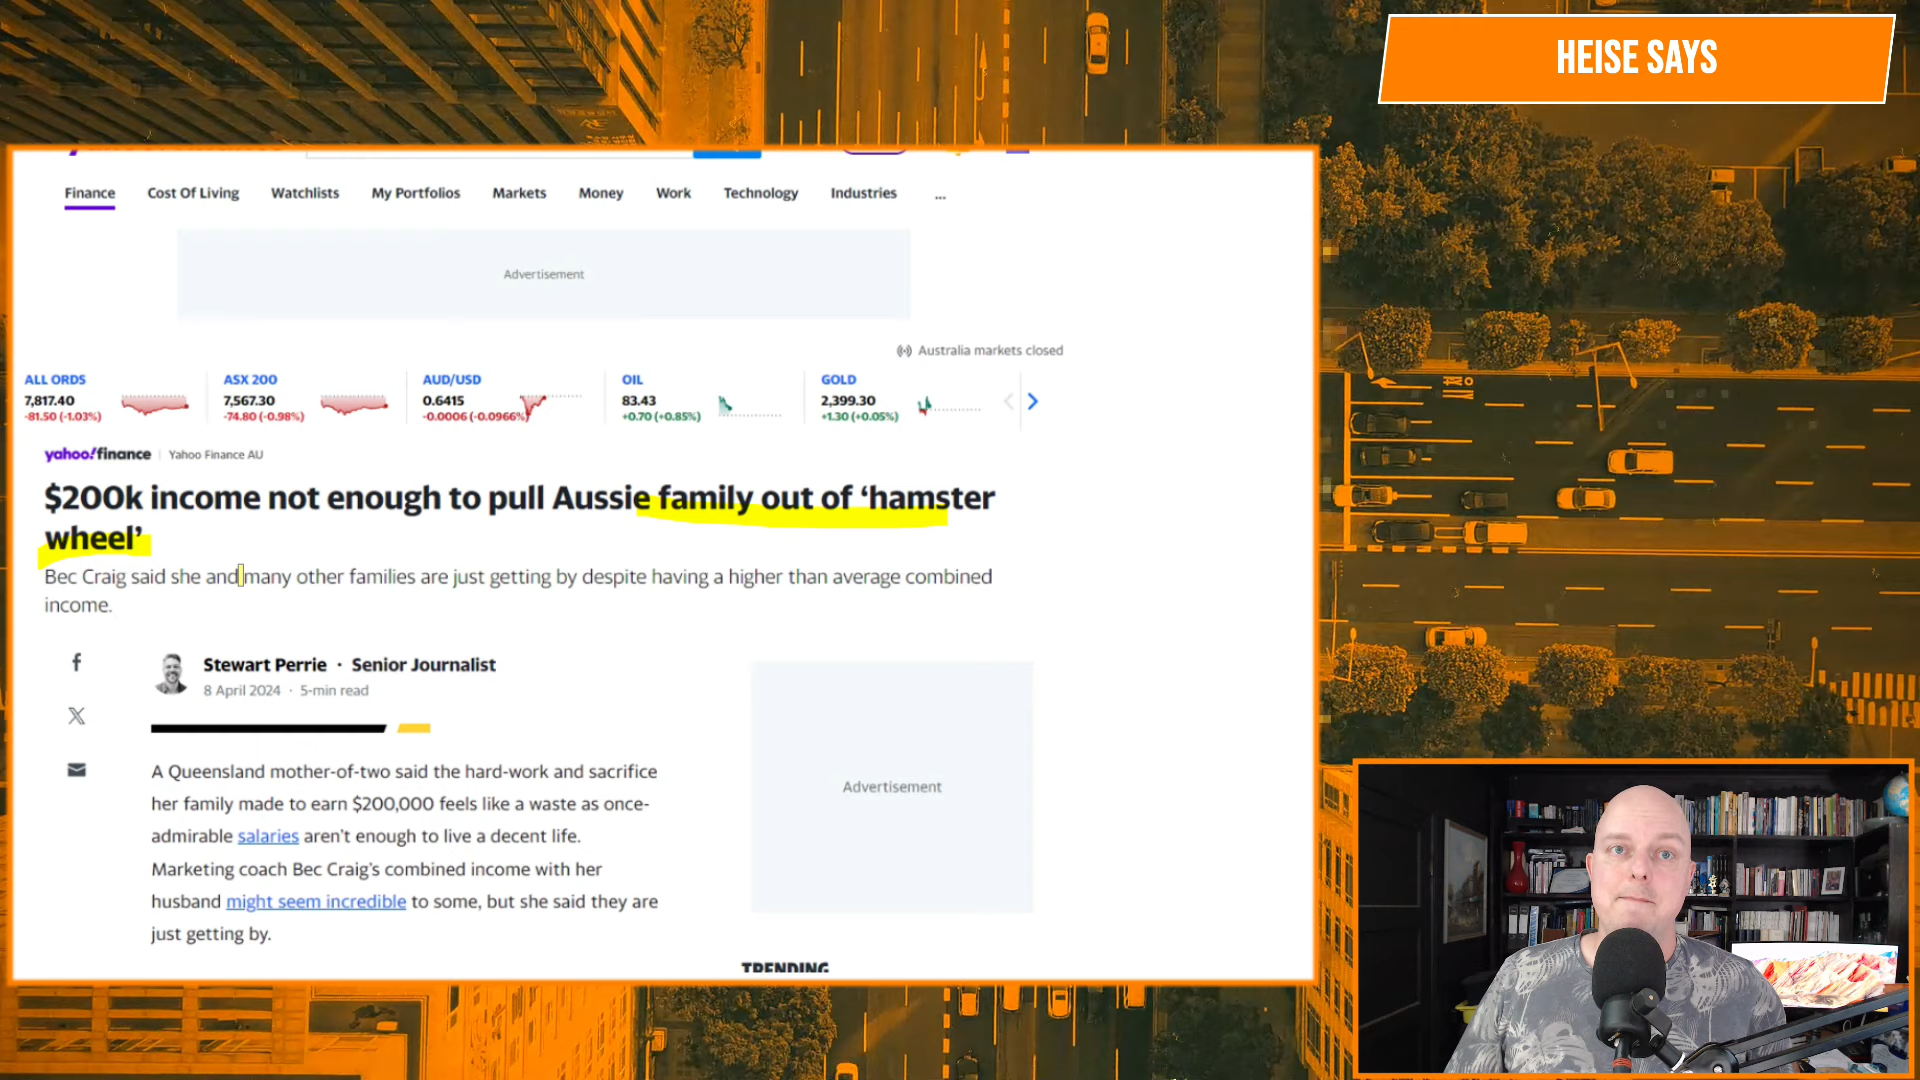 HEISE SAYS
Finance Cost Of Living Watchlists My Portfolios Markets Money Work Technology Industries ...
Advertisement
Australia markets closed
ALL ORDS
7,817.40
-81.50 (-1.03%)
ASX 200
7,567.30
-74.80 (-0.98%)
AUD/USD
0.6415
-0.0006 (-0.0966%)
OIL
83.43
+0.70 (+0.85%)
GOLD
2,399.30
+1.30 (+0.05%)
yahoo!finance Yahoo Finance AU
$200k income not enough to pull Aussie family out of ‘hamster
wheel’
Bec Craig said she and many other families are just getting by despite having a higher than average combined
income.
Stewart Perrie · Senior Journalist
8 April 2024 · 5-min read
A Queensland mother-of-two said the hard-work and sacrifice
her family made to earn $200,000 feels like a waste as once-
admirable salaries aren’t enough to live a decent life.
Marketing coach Bec Craig’s combined income with her
husband might seem incredible to some, but she said they are
just getting by.
Advertisement
TRENDING